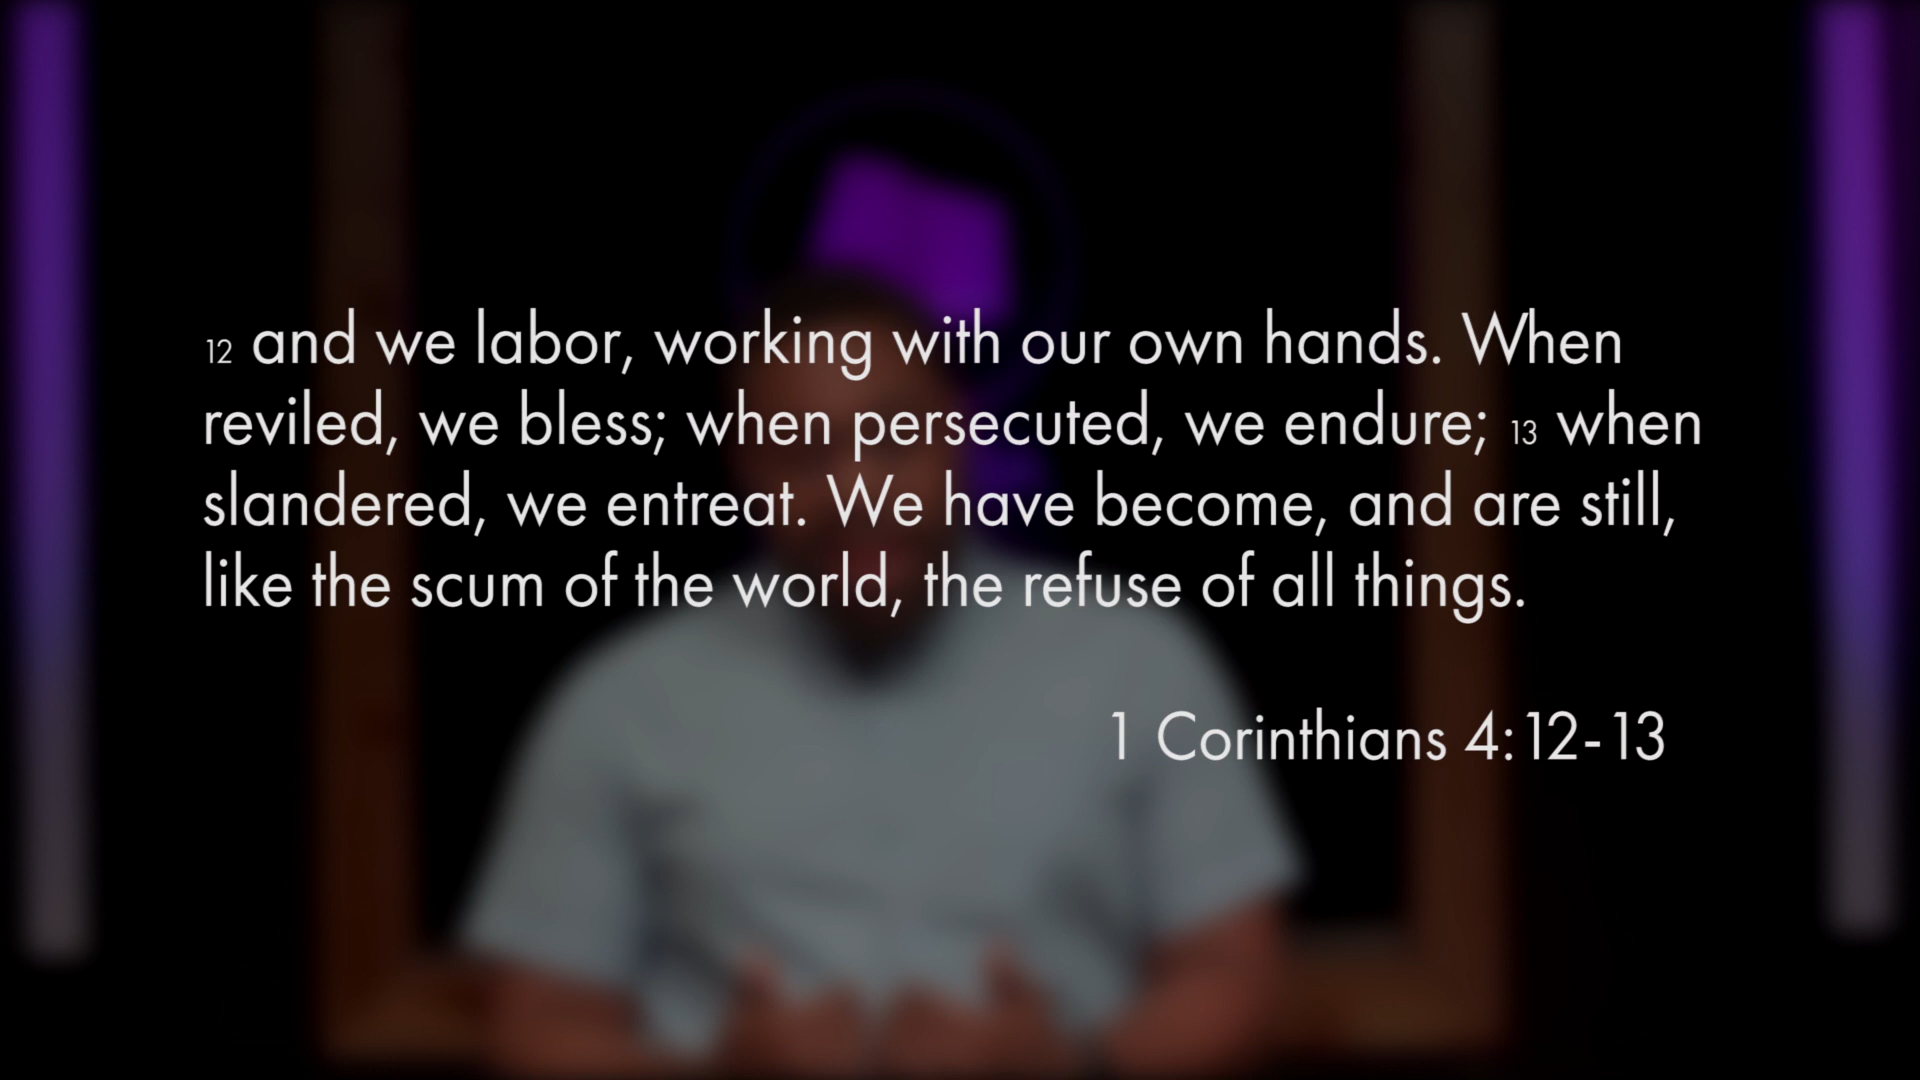 12 and we labor, working with our own hands. When
reviled, we bless; when persecuted, we endure; 13 when
slandered, we entreat. We have become, and are still,
like the scum of the world, the refuse of all things.
1 Corinthians 4:12-13